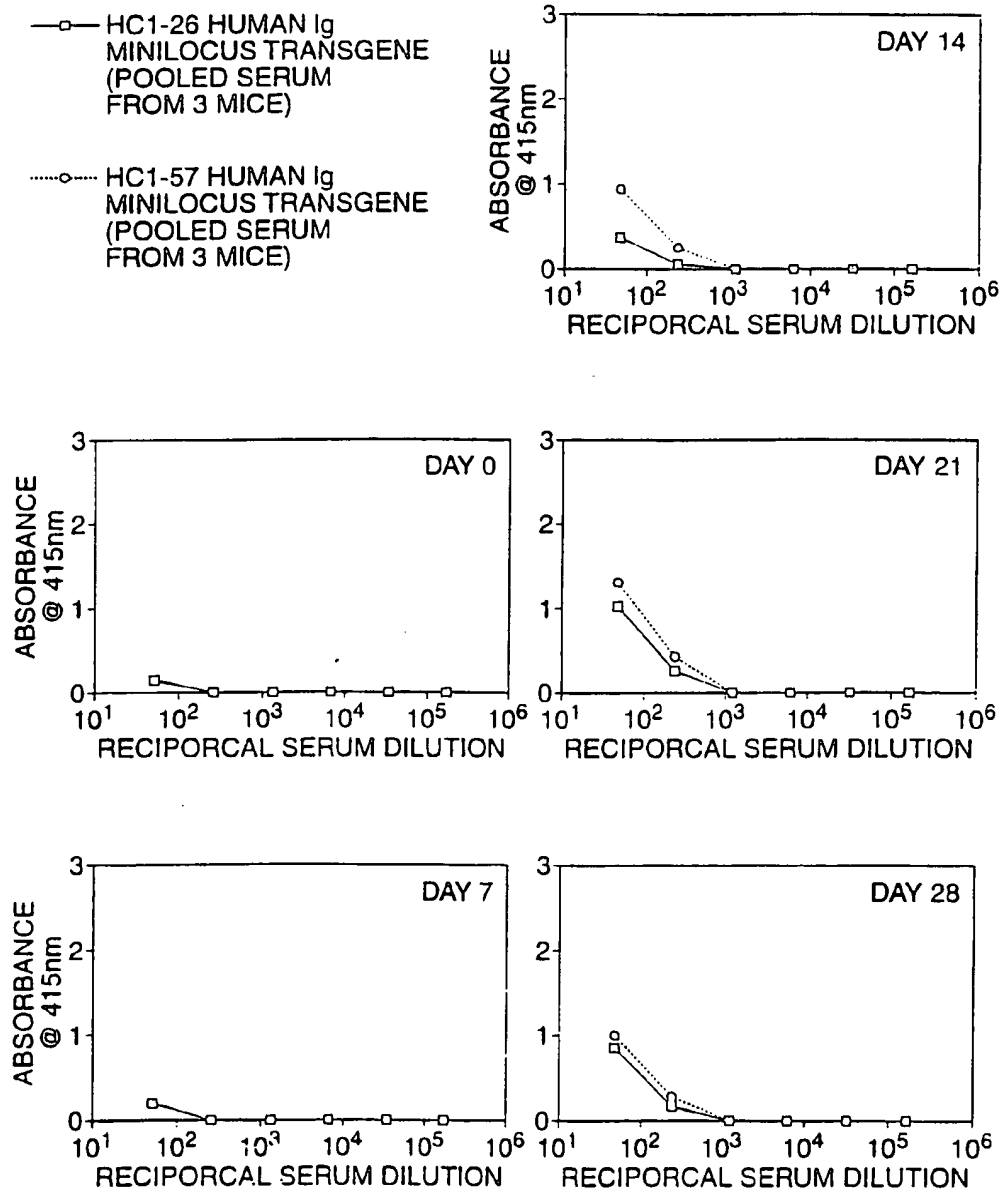 HC1-26 HUMAN Ig
MINILOCUS TRANSGENE
(POOLED SERUM
FROM 3 MICE)
HC1-57 HUMAN Ig
MINILOCUS TRANSGENE
(POOLED SERUM
FROM 3 MICE)
DAY 14
ABSORBANCE
@ 415nm
3
2
1
0
10¹ 10² 10³ 10⁴ 10⁵ 10⁶
RECIPORCAL SERUM DILUTION
DAY 0
ABSORBANCE
@ 415nm
3
2
1
0
10¹ 10² 10³ 10⁴ 10⁵ 10⁶
RECIPORCAL SERUM DILUTION
DAY 21
3
2
1
0
10¹ 10² 10³ 10⁴ 10⁵ 10⁶
RECIPORCAL SERUM DILUTION
DAY 7
ABSORBANCE
@ 415nm
3
2
1
0
10¹ 10² 10³ 10⁴ 10⁵ 10⁶
RECIPORCAL SERUM DILUTION
DAY 28
3
2
1
0
10¹ 10² 10³ 10⁴ 10⁵ 10⁶
RECIPORCAL SERUM DILUTION